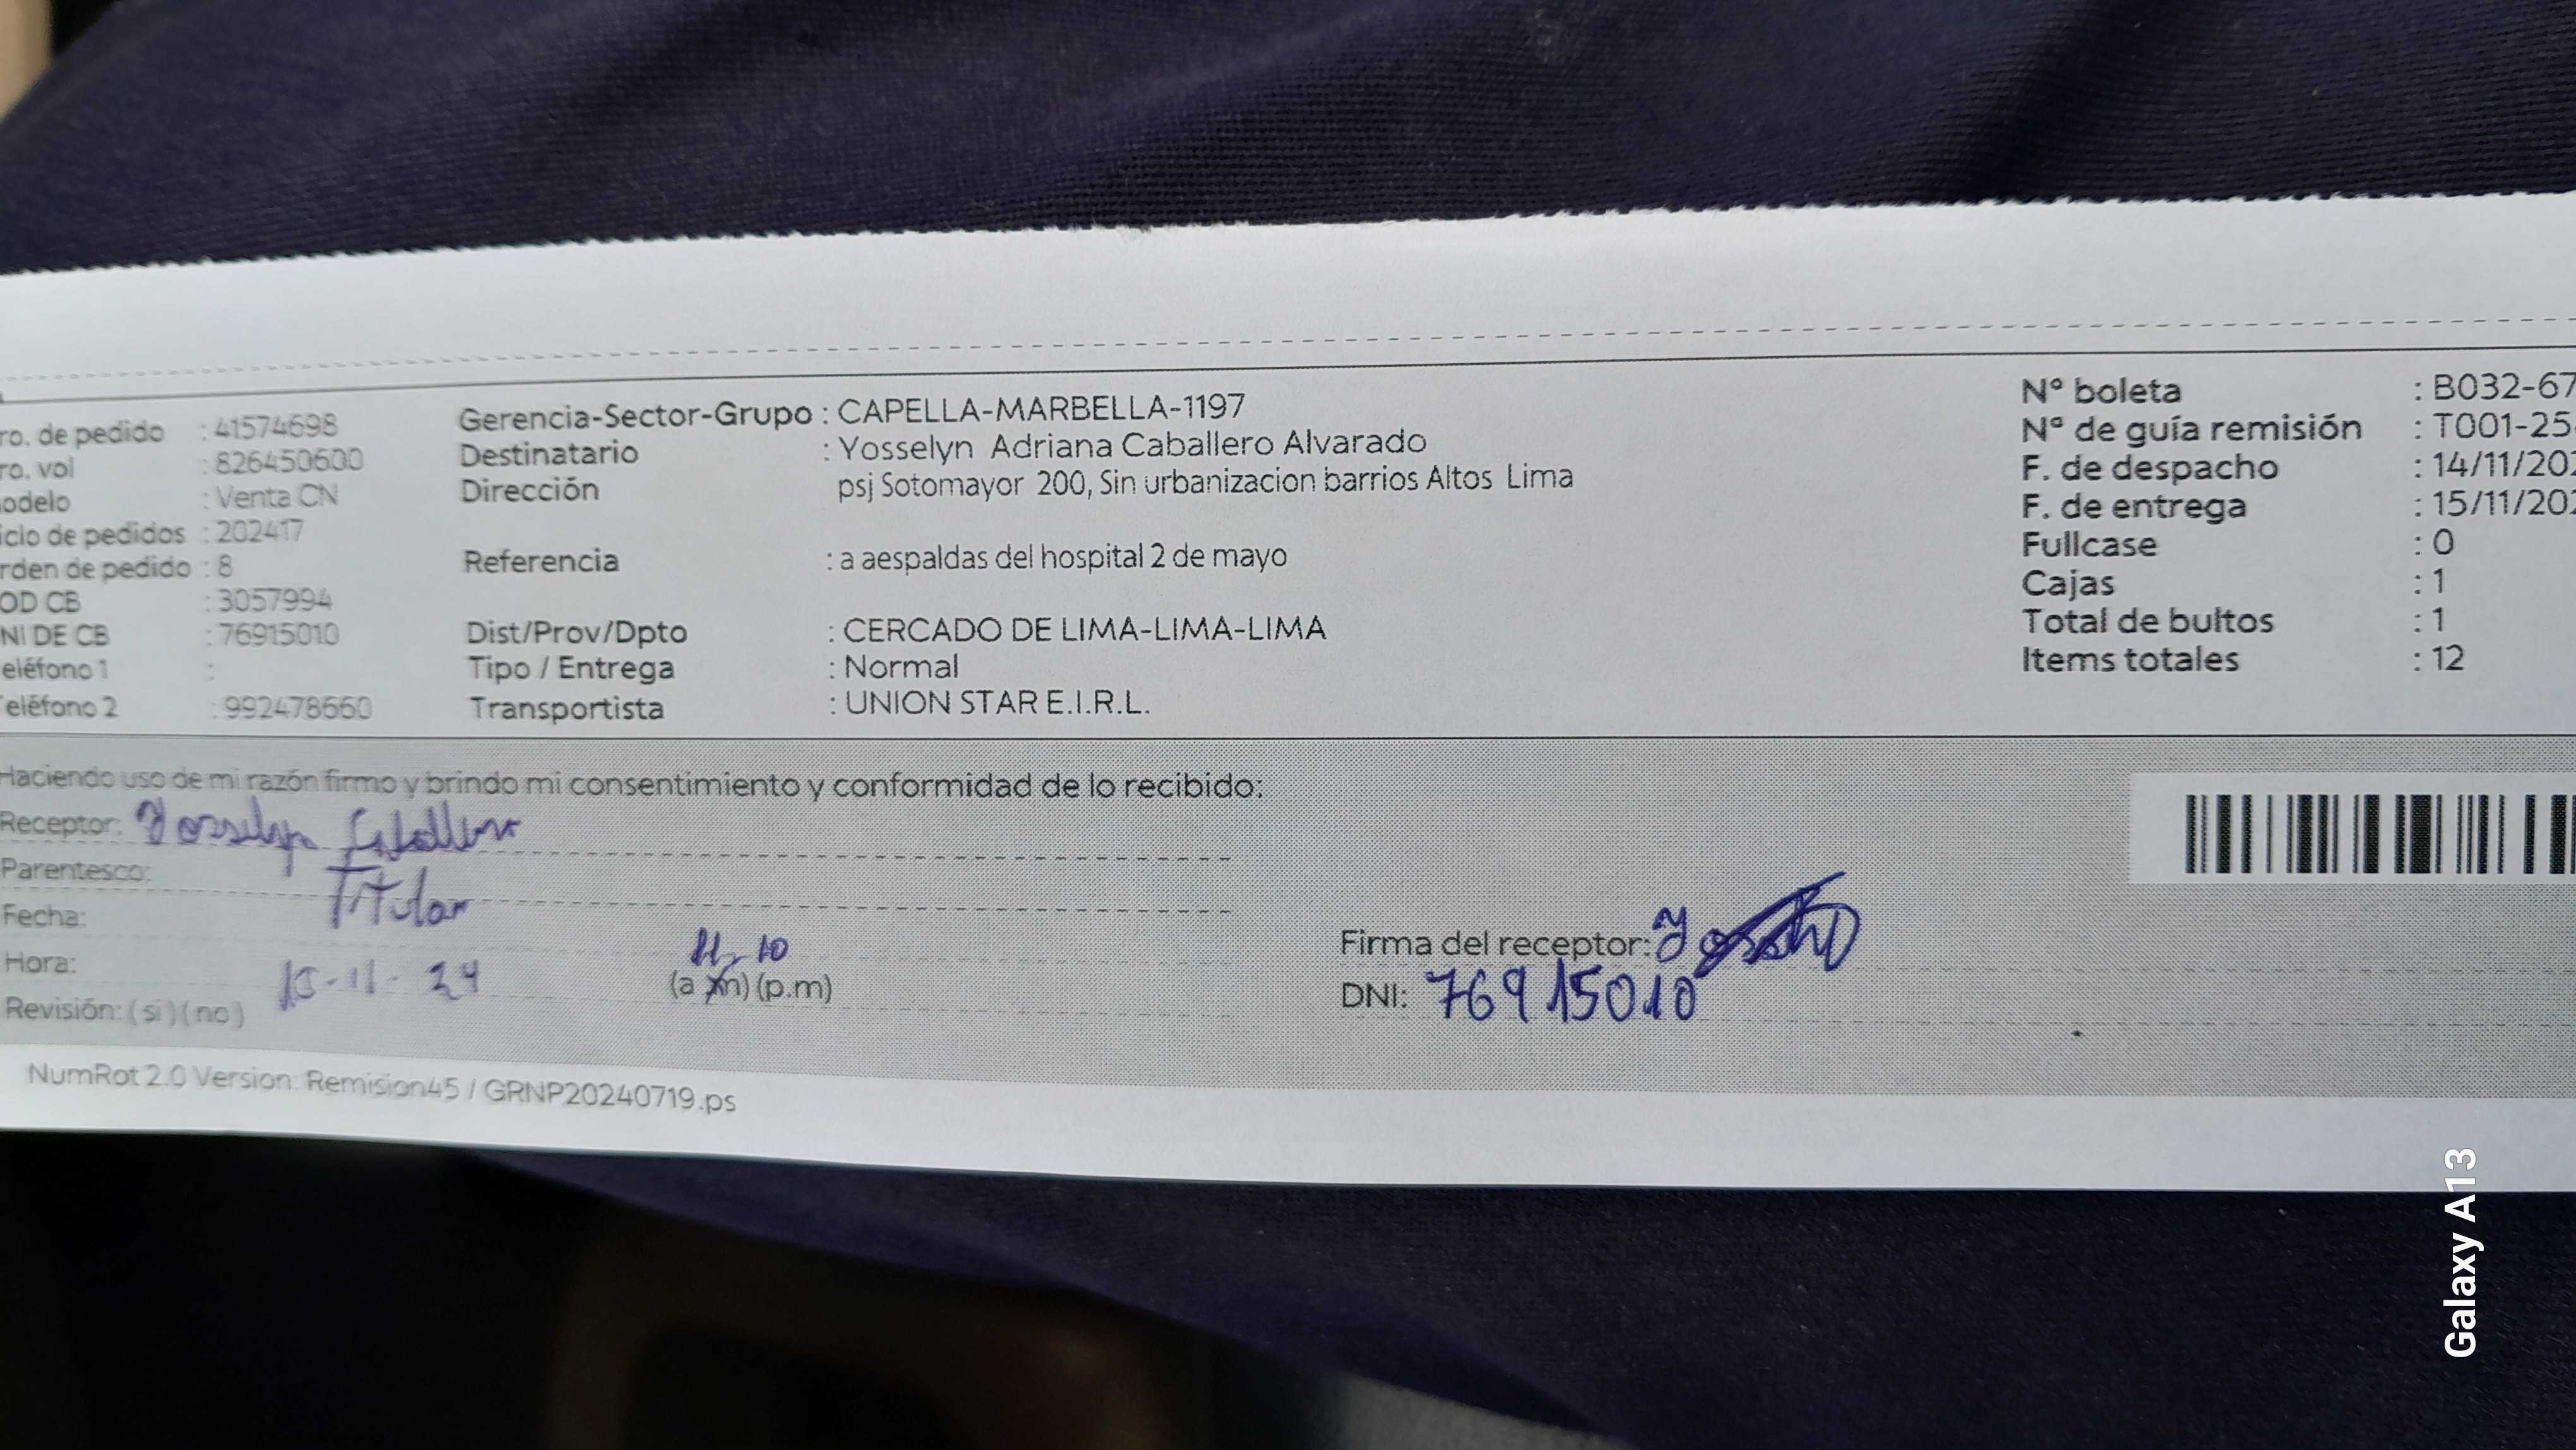 ro. de pedido : 41574698
ro. vol : 826450600
odelo : Venta CN
iclo de pedidos : 202417
rden de pedido : 8
OD CB : 3057994
NI DE CB : 76915010
eléfono 1 :
eléfono 2 : 992478660
Gerencia-Sector-Grupo : CAPELLA-MARBELLA-1197
Destinatario : Yosselyn Adriana Caballero Alvarado
Dirección psj Sotomayor 200, Sin urbanizacion barrios Altos Lima
Referencia : a aespaldas del hospital 2 de mayo
Dist/Prov/Dpto : CERCADO DE LIMA-LIMA-LIMA
Tipo / Entrega : Normal
Transportista : UNION STAR E.I.R.L.
N° boleta : B032-67
N° de guía remisión : T001-25
F. de despacho : 14/11/202
F. de entrega : 15/11/202
Fullcase : 0
Cajas : 1
Total de bultos : 1
Items totales : 12
Haciendo uso de mi razón firmo y brindo mi consentimiento y conformidad de lo recibido:
Receptor: Yosselyn Caballero
Parentesco: Titular
Fecha:
Hora: 15-11-24 11:10 (a.m) (p.m)
Revisión: (si) (no)
Firma del receptor:
DNI: 76915010
NumRot 2.0 Version: Remision45 / GRNP20240719.ps
Galaxy A13